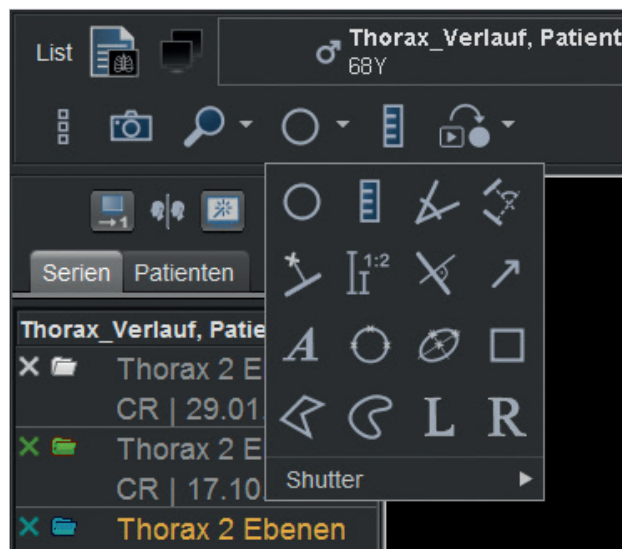 List
Thorax_Verlauf, Patient
68Y
→1
Serien Patienten
1:2
A
L R
Shutter
Thorax_Verlauf, Patie
Thorax 2 E
CR | 29.01.
Thorax 2 E
CR | 17.10.
Thorax 2 Ebenen